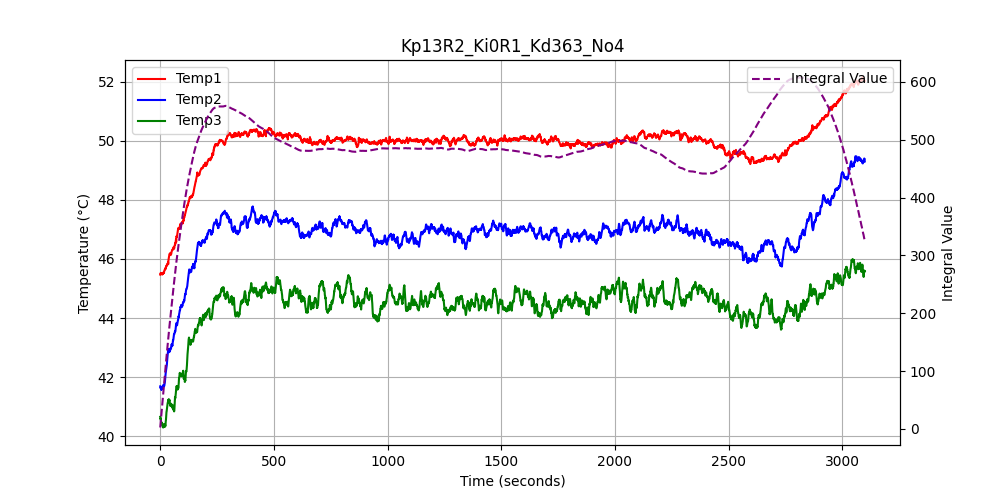 Kp13R2_Ki0R1_Kd363_No4
Temp1
Temp2
Temp3
Integral Value
52
50
48
46
44
42
40
Temperature (°C)
600
500
400
300
200
100
0
Integral Value
0 500 1000 1500 2000 2500 3000
Time (seconds)